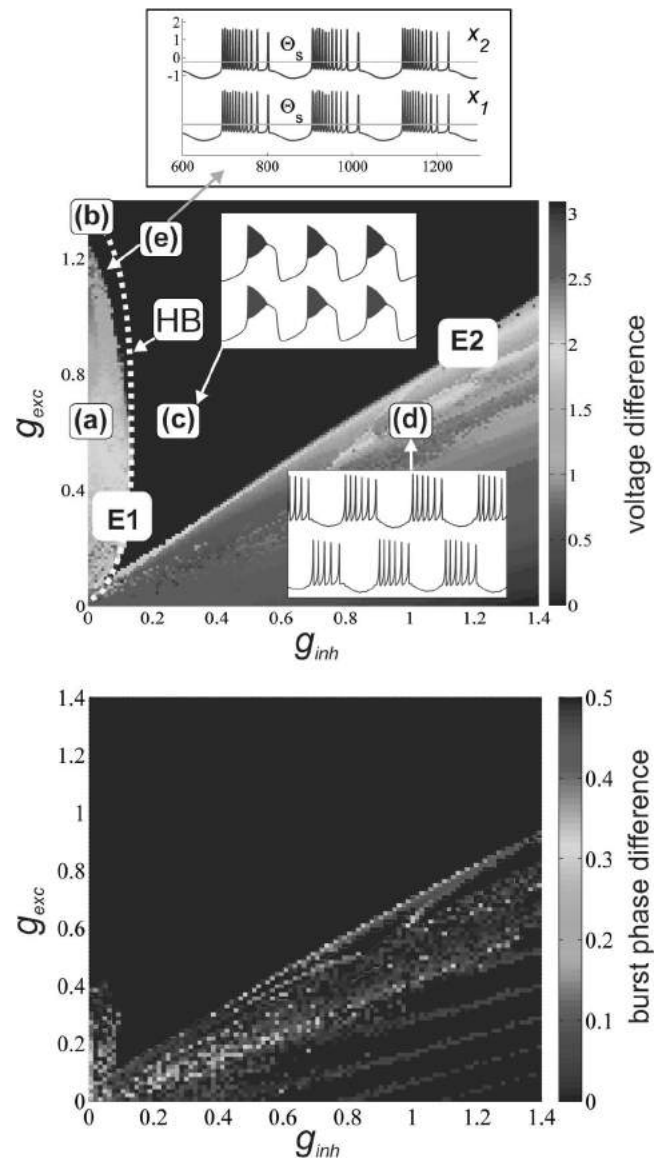 2
1
0
-1
Θs
x2
Θs
x1
600 800 1000 1200
(b)
(e)
HB
(a)
(c)
E2
(d)
E1
1.2
0.8
0.4
0
gexc
0 0.2 0.4 0.6 0.8 1 1.2 1.4
ginh
3
2.5
2
1.5
1
0.5
0
voltage difference
1.4
1.2
1
0.8
0.6
0.4
0.2
0
gexc
0 0.2 0.4 0.6 0.8 1 1.2 1.4
ginh
0.5
0.4
0.3
0.2
0.1
0
burst phase difference